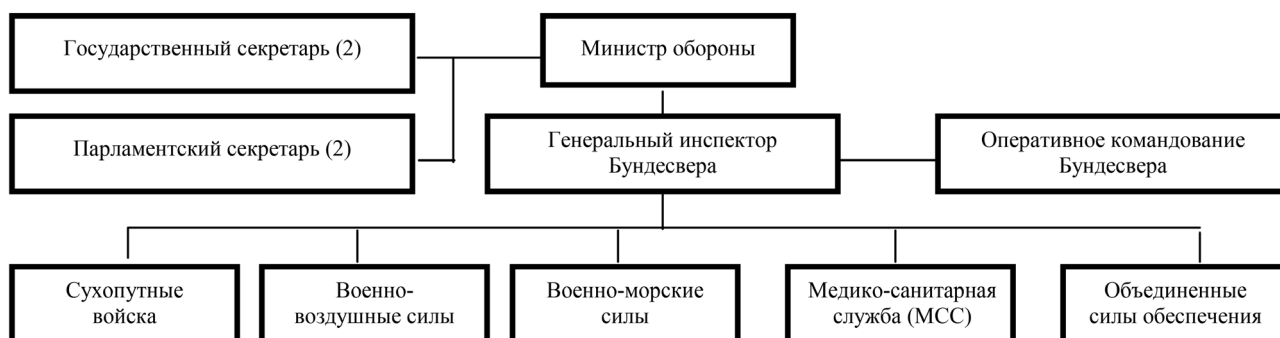 Государственный секретарь (2)
Министр обороны
Парламентский секретарь (2)
Генеральный инспектор
Бундесвера
Оперативное командование
Бундесвера
Сухопутные
войска
Военно-
воздушные силы
Военно-морские
силы
Медико-санитарная
служба (МСС)
Объединенные
силы обеспечения